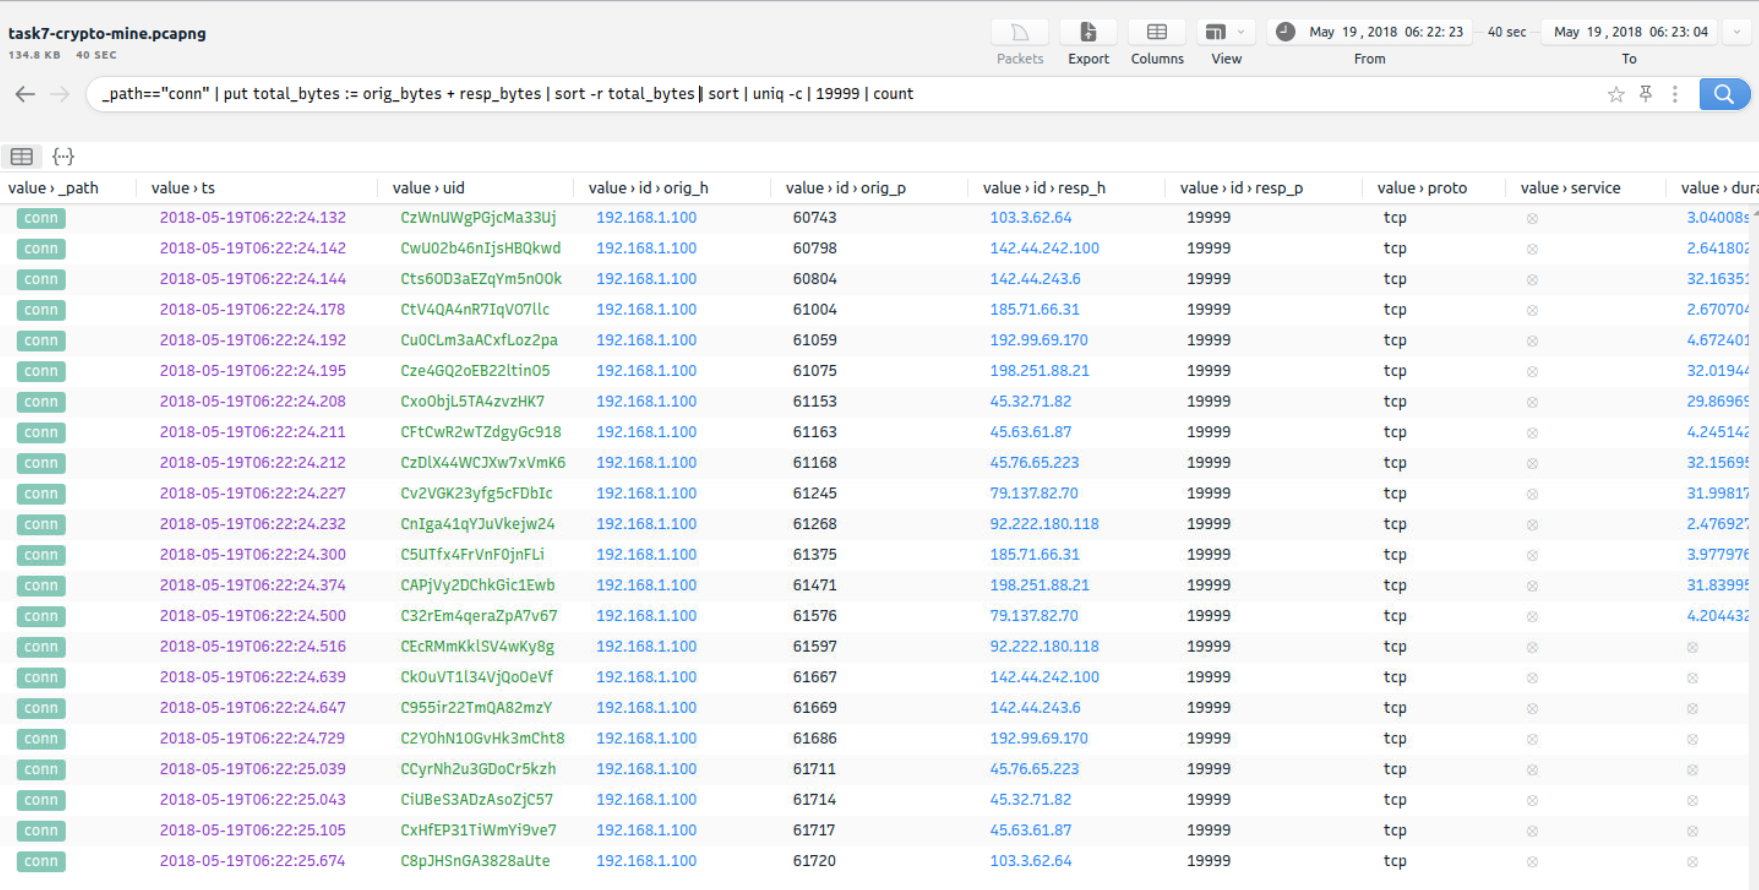 task7-crypto-mine.pcapng
134.8 KB 40 SEC
Packets Export Columns View
May 19 , 2018 06: 22: 23 40 sec May 19 , 2018 06: 23: 04
From To
_path=="conn" | put total_bytes := orig_bytes + resp_bytes | sort -r total_bytes | sort | uniq -c | 19999 | count
value › _path value › ts value › uid value › id › orig_h value › id › orig_p value › id › resp_h value › id › resp_p value › proto value › service value › dura
conn 2018-05-19T06:22:24.132 CzWnUWgPGjcMa33Uj 192.168.1.100 60743 103.3.62.64 19999 tcp 3.04008s
conn 2018-05-19T06:22:24.142 CwU02b46nIjsHBQkwd 192.168.1.100 60798 142.44.242.100 19999 tcp 2.641802
conn 2018-05-19T06:22:24.144 Cts6OD3aEZqYm5nOOk 192.168.1.100 60804 142.44.243.6 19999 tcp 32.16351
conn 2018-05-19T06:22:24.178 CtV4QA4nR7IqVO7llc 192.168.1.100 61004 185.71.66.31 19999 tcp 2.670704
conn 2018-05-19T06:22:24.192 Cu0CLm3aACxfLoz2pa 192.168.1.100 61059 192.99.69.170 19999 tcp 4.672401
conn 2018-05-19T06:22:24.195 Cze4GQ2oEB22ltinO5 192.168.1.100 61075 198.251.88.21 19999 tcp 32.01944
conn 2018-05-19T06:22:24.208 CxoObjL5TA4zvzHK7 192.168.1.100 61153 45.32.71.82 19999 tcp 29.86969
conn 2018-05-19T06:22:24.211 CFtCwR2wTZdgyGc918 192.168.1.100 61163 45.63.61.87 19999 tcp 4.245142
conn 2018-05-19T06:22:24.212 CzDlX44WCJXw7xVmK6 192.168.1.100 61168 45.76.65.223 19999 tcp 32.15695
conn 2018-05-19T06:22:24.227 Cv2VGK23yfg5cFDbIc 192.168.1.100 61245 79.137.82.70 19999 tcp 31.99817
conn 2018-05-19T06:22:24.232 CnIga41qYJuVkejw24 192.168.1.100 61268 92.222.180.118 19999 tcp 2.476927
conn 2018-05-19T06:22:24.300 C5UTfx4FrVnF0jnFLi 192.168.1.100 61375 185.71.66.31 19999 tcp 3.977976
conn 2018-05-19T06:22:24.374 CAPjVy2DChkGic1Ewb 192.168.1.100 61471 198.251.88.21 19999 tcp 31.83995
conn 2018-05-19T06:22:24.500 C32rEm4qeraZpA7v67 192.168.1.100 61576 79.137.82.70 19999 tcp 4.204432
conn 2018-05-19T06:22:24.516 CEcRMmKklSV4wKy8g 192.168.1.100 61597 92.222.180.118 19999 tcp
conn 2018-05-19T06:22:24.639 CkOuVT1l34VjQoOeVf 192.168.1.100 61667 142.44.242.100 19999 tcp
conn 2018-05-19T06:22:24.647 C955ir22TmQA82mzY 192.168.1.100 61669 142.44.243.6 19999 tcp
conn 2018-05-19T06:22:24.729 C2YOhN1OGvHk3mCht8 192.168.1.100 61686 192.99.69.170 19999 tcp
conn 2018-05-19T06:22:25.039 CCyrNh2u3GDoCr5kzh 192.168.1.100 61711 45.76.65.223 19999 tcp
conn 2018-05-19T06:22:25.043 CiUBeS3ADzAsoZjC57 192.168.1.100 61714 45.32.71.82 19999 tcp
conn 2018-05-19T06:22:25.105 CxHfEP31TiWmYi9ve7 192.168.1.100 61717 45.63.61.87 19999 tcp
conn 2018-05-19T06:22:25.674 C8pJHSnGA3828aUte 192.168.1.100 61720 103.3.62.64 19999 tcp